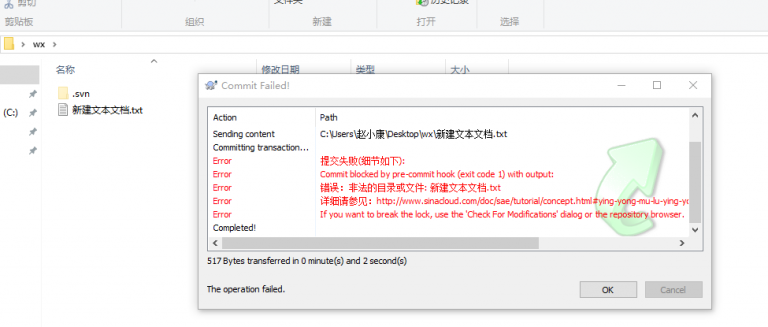 剪切
文件夹
历史记录
剪贴板
组织
新建
打开
选择
wx
名称
修改日期
类型
大小
.svn
(C:)
新建文本文档.txt
Commit Failed!
Action
Path
Sending content
C:\Users\赵小康\Desktop\wx\新建文本文档.txt
Committing transaction...
Error
提交失败(细节如下):
Error
Commit blocked by pre-commit hook (exit code 1) with output:
Error
错误：非法的目录或文件: 新建文本文档.txt
Error
详细请参见：http://www.sinacloud.com/doc/sae/tutorial/concept.html#ying-yong-mu-lu-ying-yo
Error
If you want to break the lock, use the 'Check For Modifications' dialog or the repository browser.
Completed!
517 Bytes transferred in 0 minute(s) and 2 second(s)
The operation failed.
OK
Cancel